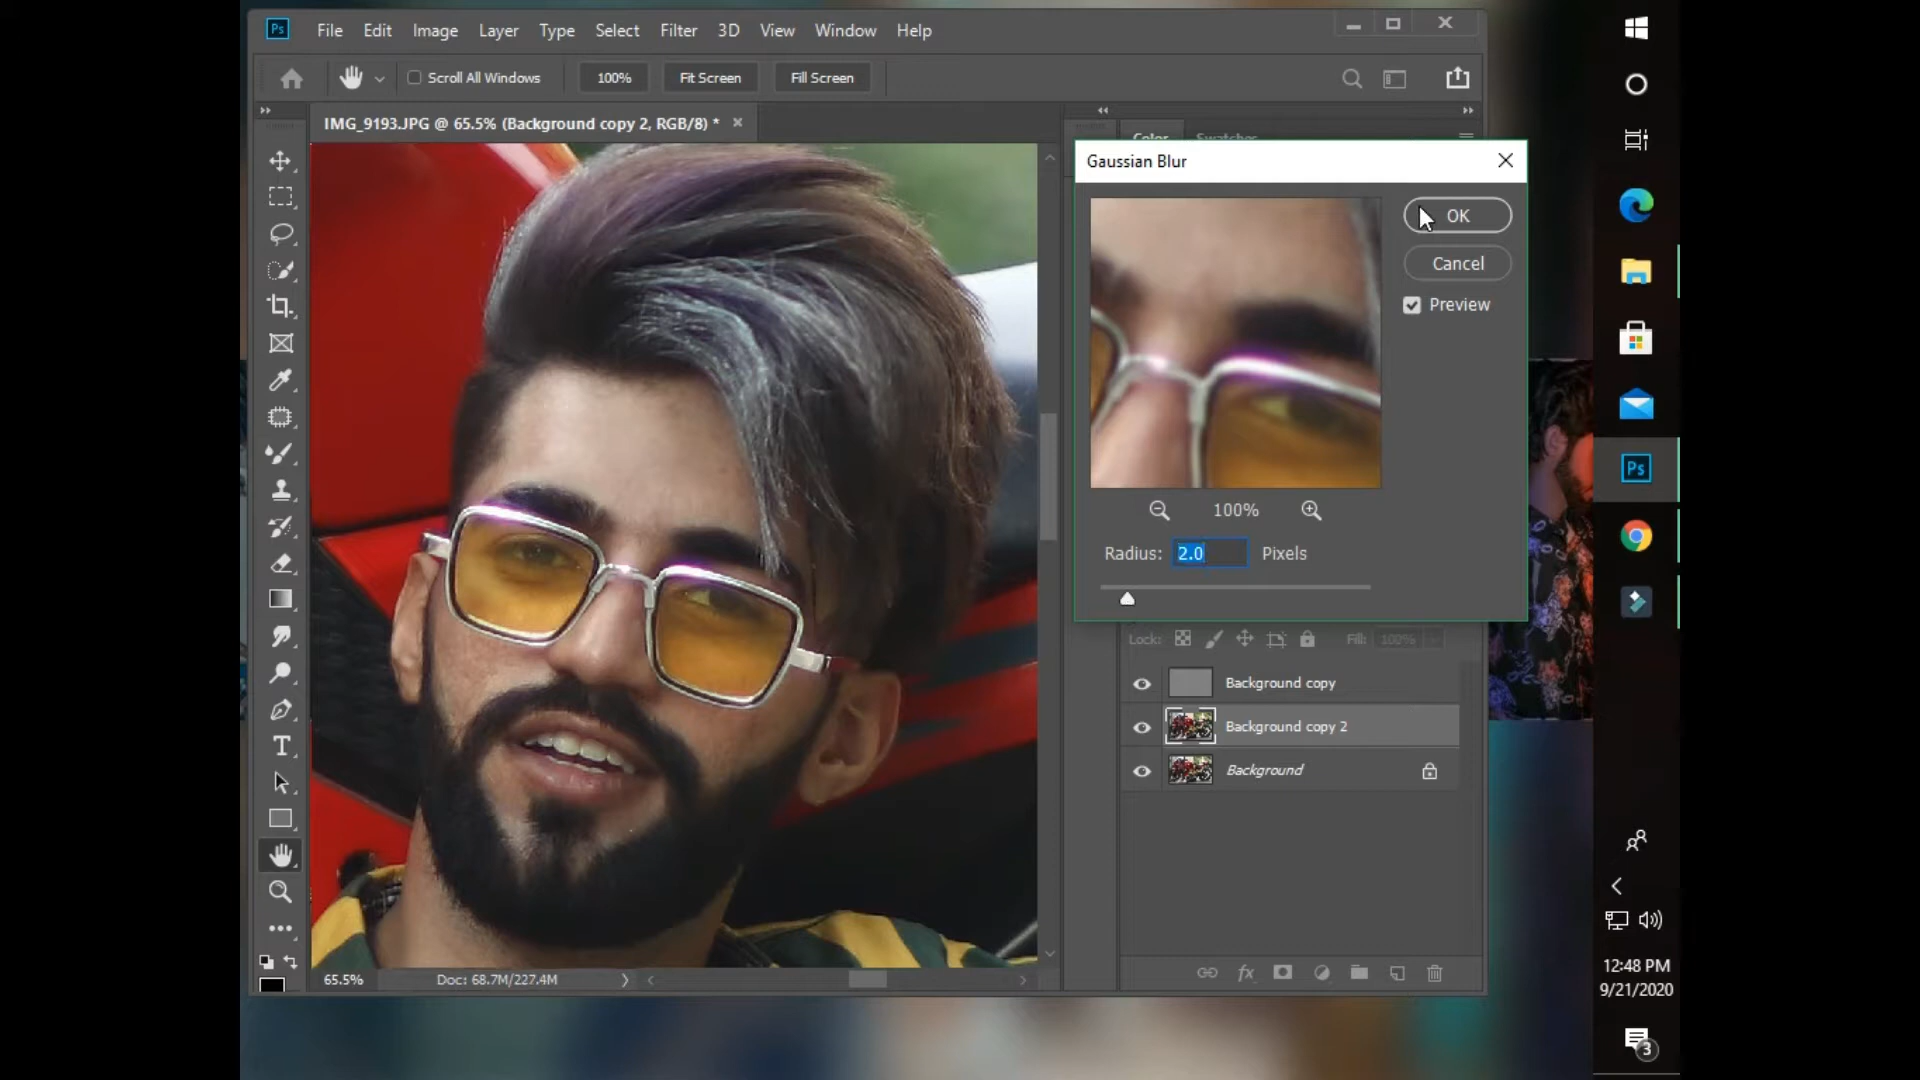 Ps File Edit Image Layer Type Select Filter 3D View Window Help
Scroll All Windows 100% Fit Screen Fill Screen
IMG_9193.JPG @ 65.5% (Background copy 2, RGB/8) *
Color Swatches
Gaussian Blur
OK
Cancel
Preview
100%
Radius: 2.0 Pixels
Lock: Fill: 100%
Background copy
Background copy 2
Background
fx
T
65.5% Doc: 68.7M/227.4M
Ps
12:48 PM
9/21/2020
3